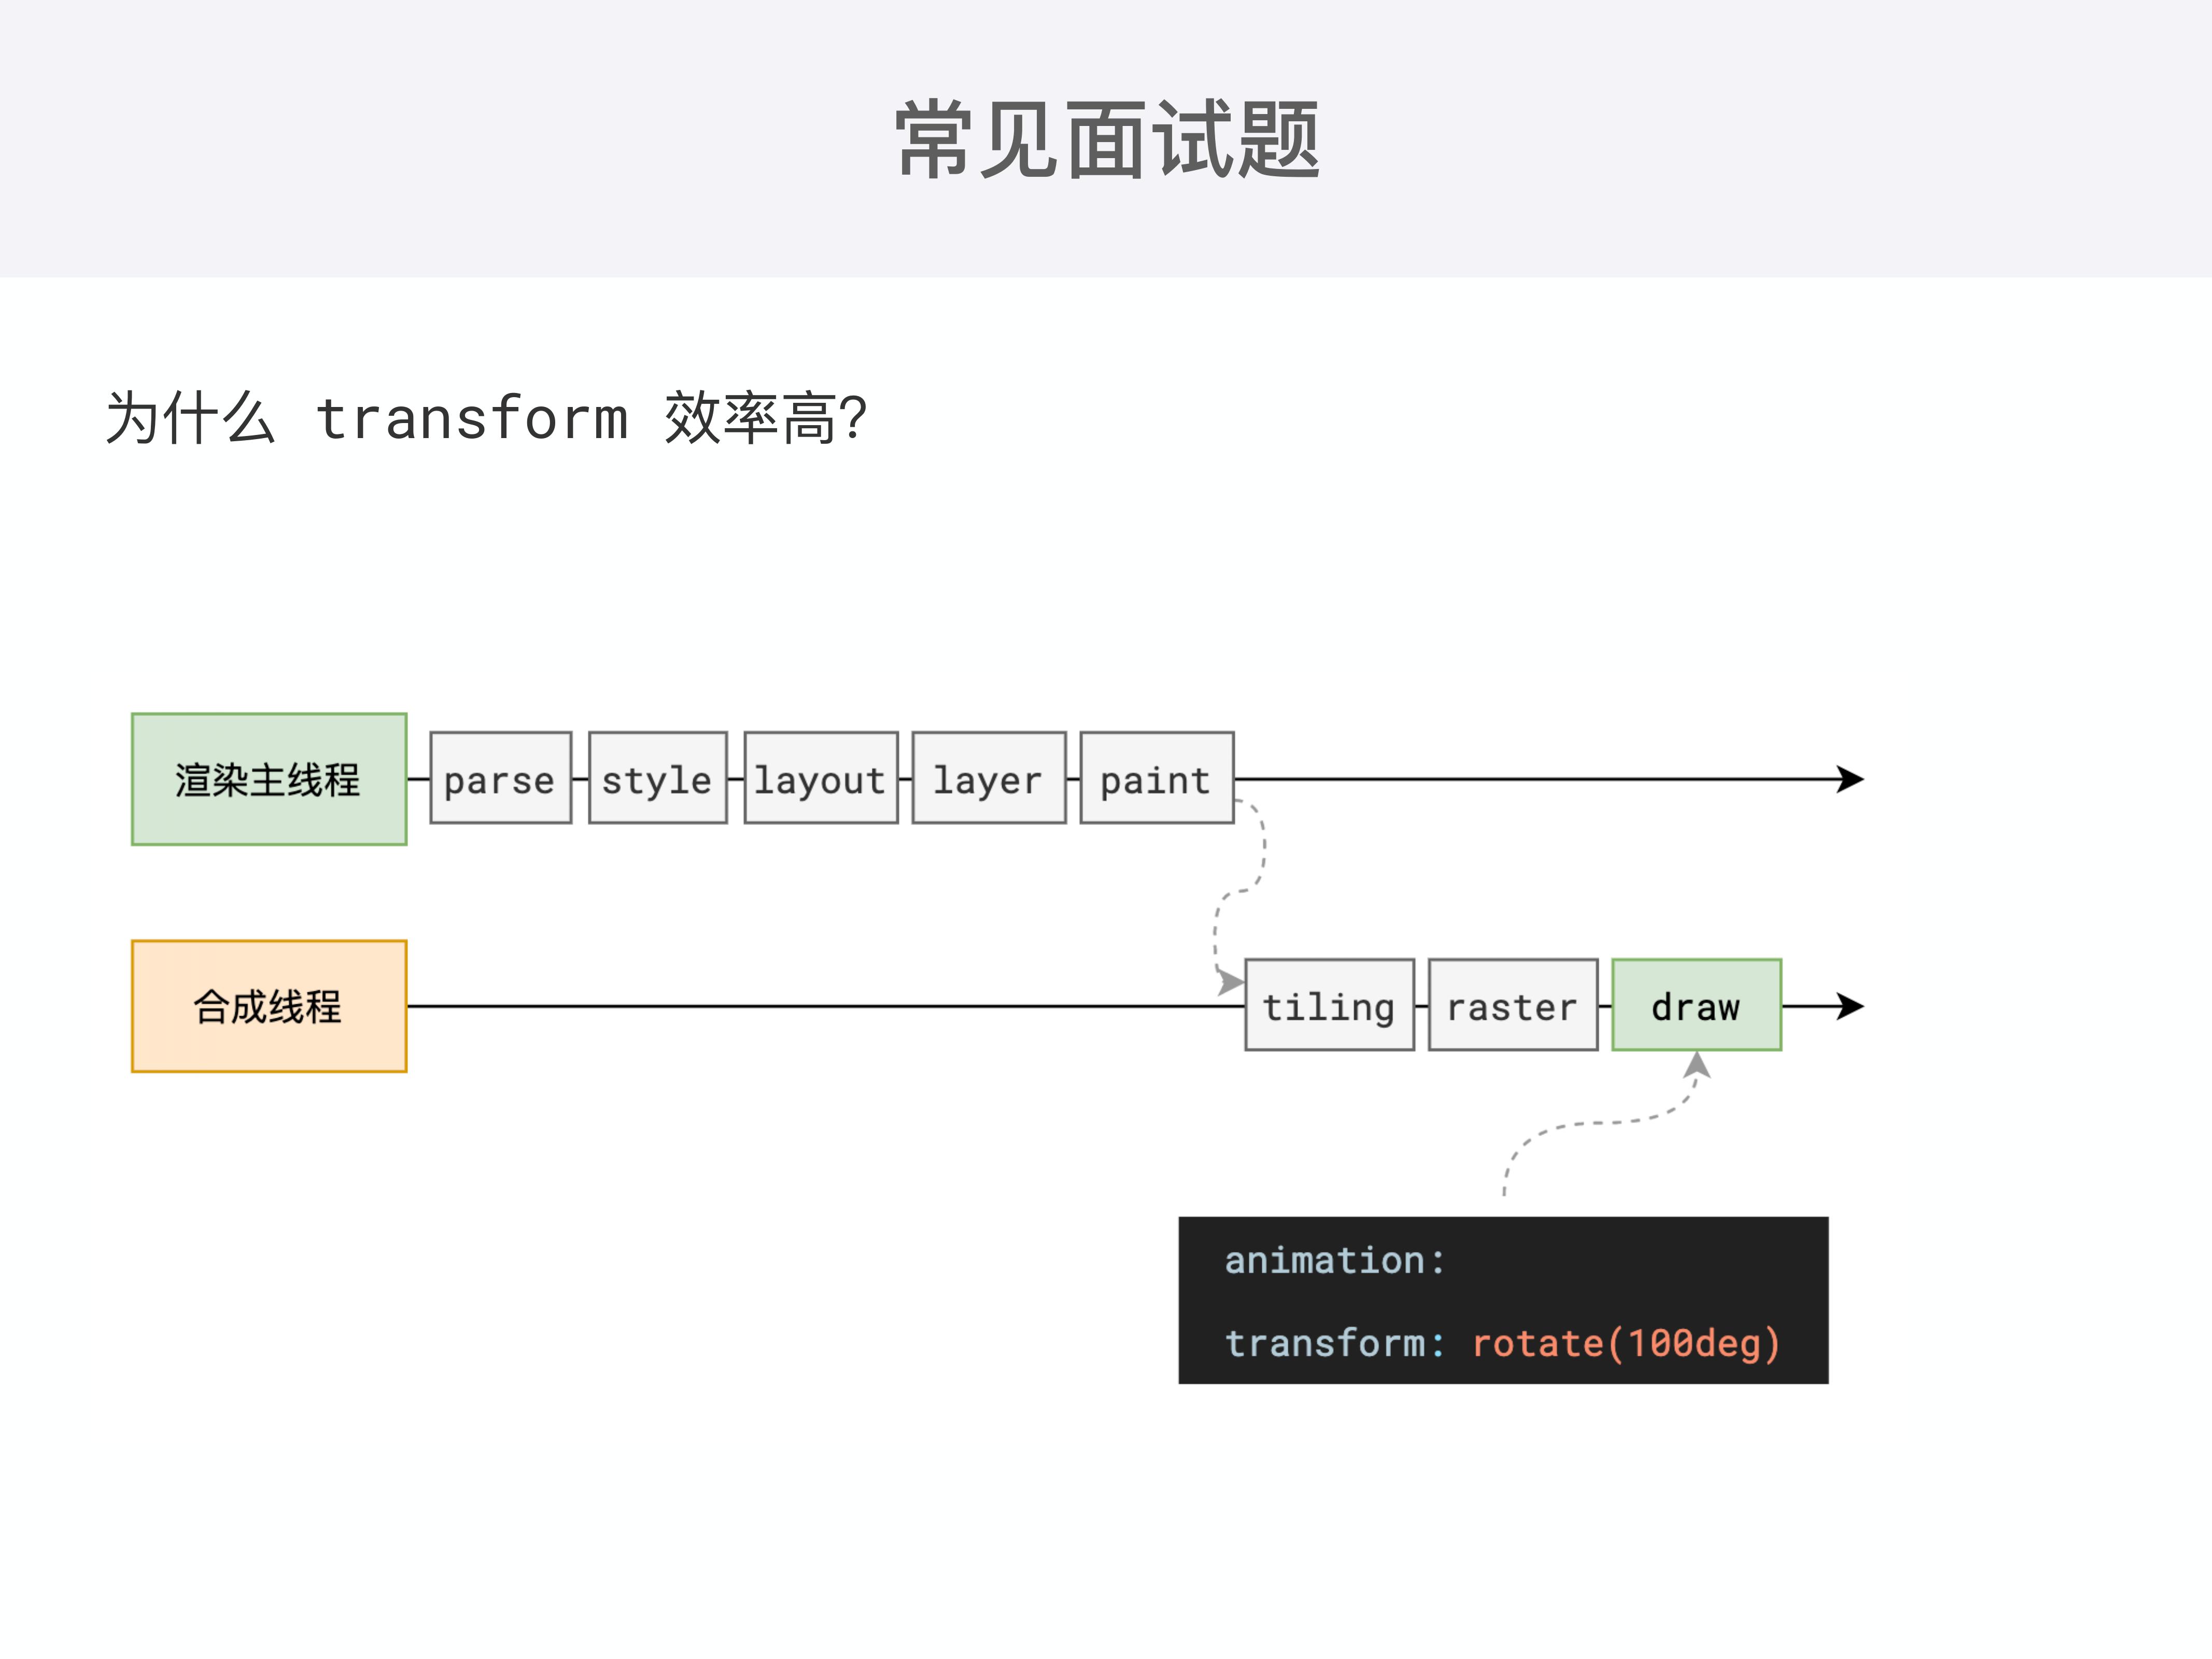 常见面试题
为什么 transform 效率高?
渲染主线程 parse style layout layer paint
合成线程 tiling raster draw
animation:
transform: rotate(100deg)